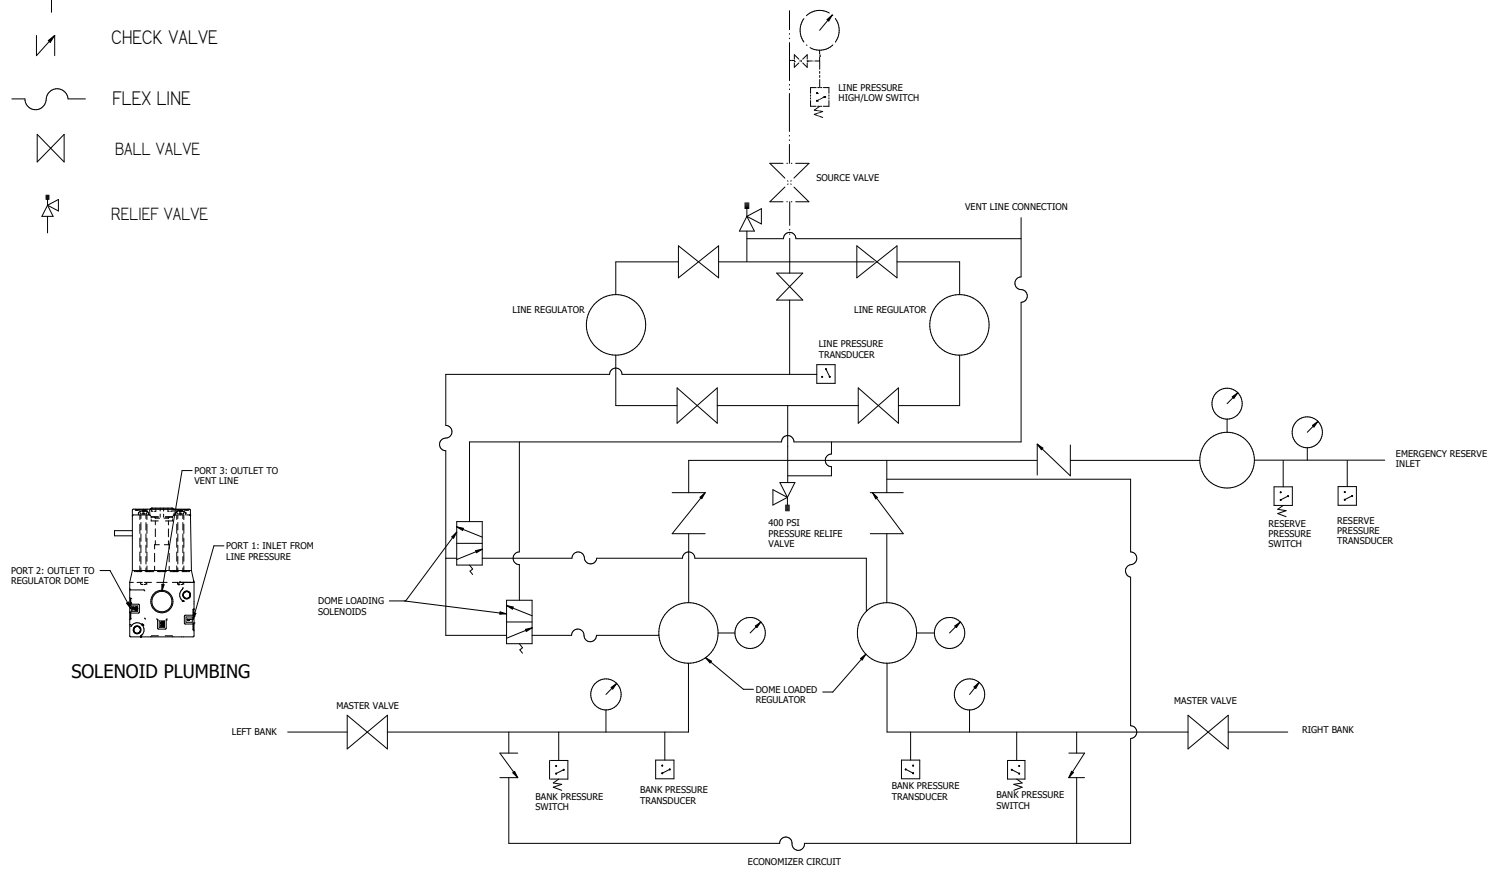 CHECK VALVE
FLEX LINE
BALL VALVE
RELIEF VALVE
LINE PRESSURE
HIGH/LOW SWITCH
SOURCE VALVE
VENT LINE CONNECTION
LINE REGULATOR
LINE REGULATOR
LINE PRESSURE
TRANSDUCER
EMERGENCY RESERVE
INLET
PORT 3: OUTLET TO
VENT LINE
PORT 1: INLET FROM
LINE PRESSURE
PORT 2: OUTLET TO
REGULATOR DOME
SOLENOID PLUMBING
400 PSI
PRESSURE RELIFE
VALVE
RESERVE
PRESSURE
SWITCH
RESERVE
PRESSURE
TRANSDUCER
DOME LOADING
SOLENOIDS
DOME LOADED
REGULATOR
MASTER VALVE
LEFT BANK
MASTER VALVE
RIGHT BANK
BANK PRESSURE
SWITCH
BANK PRESSURE
TRANSDUCER
BANK PRESSURE
TRANSDUCER
BANK PRESSURE
SWITCH
ECONOMIZER CIRCUIT